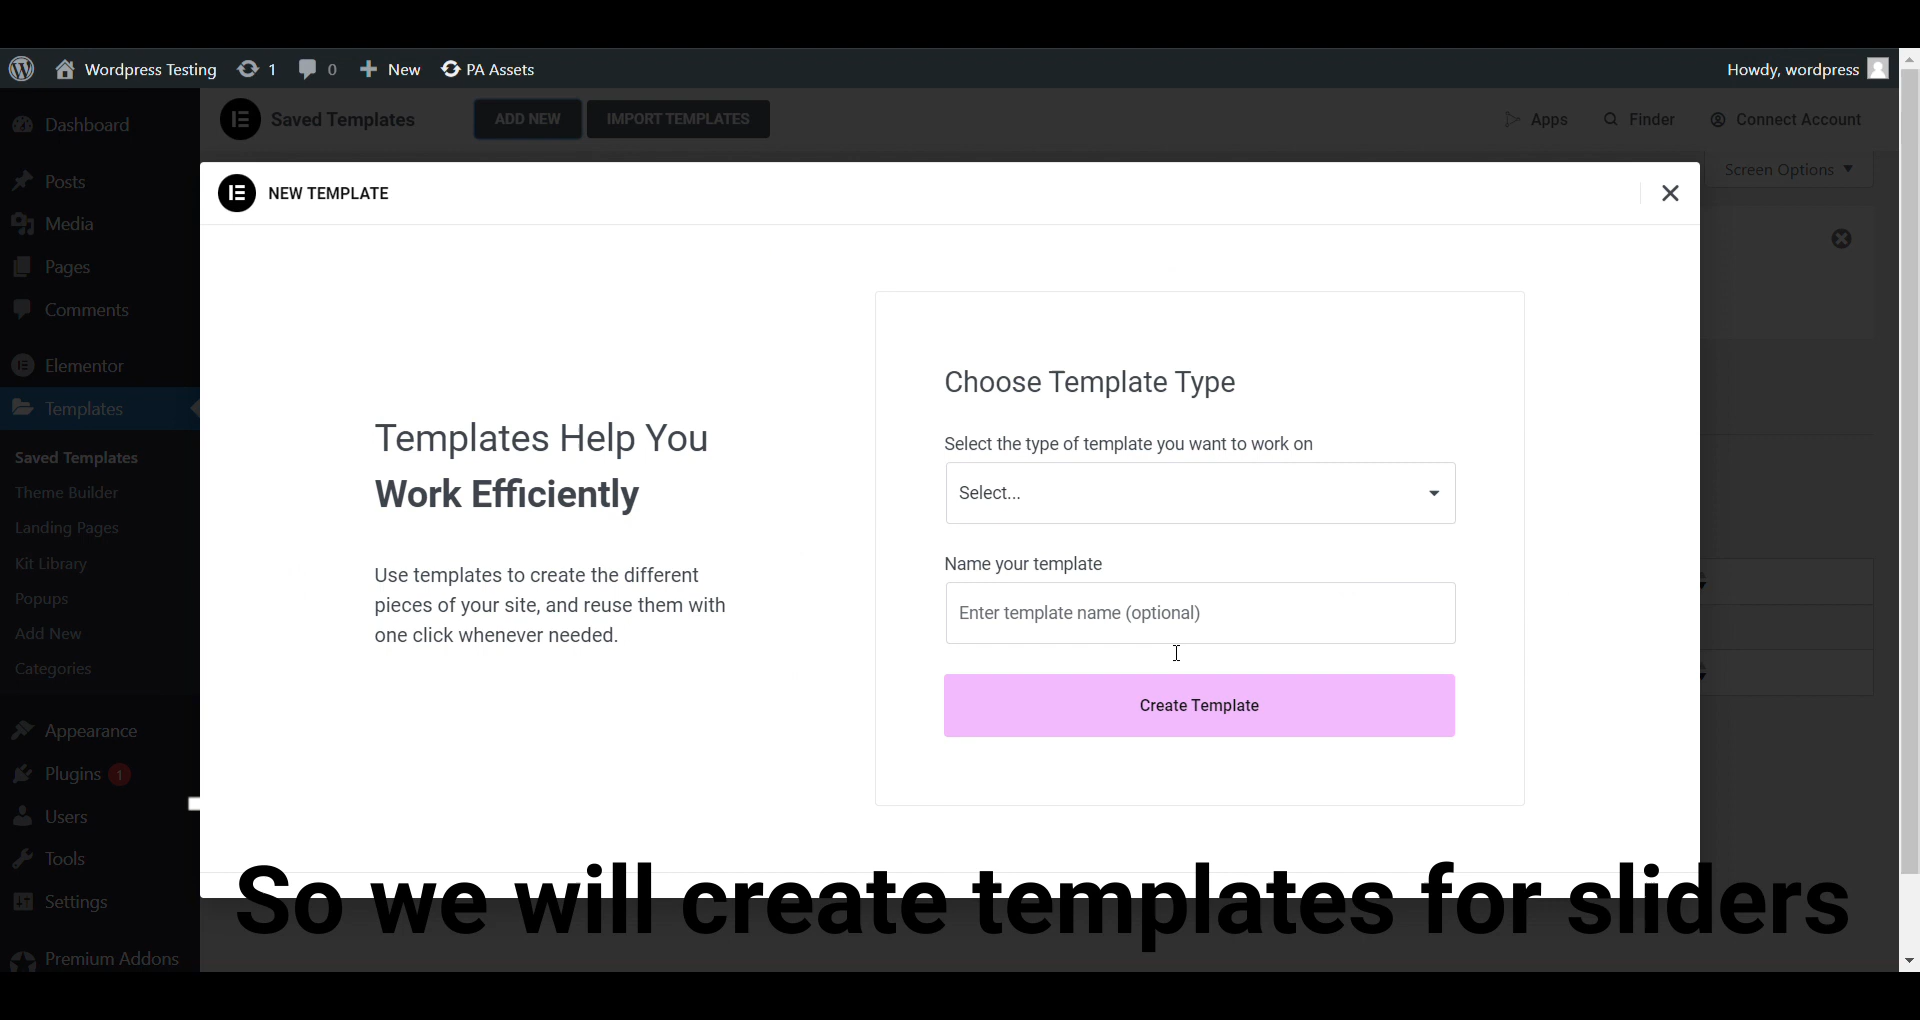 Wordpress Testing
1
0
New
PA Assets
Howdy, wordpress
Dashboard
Posts
Media
Pages
Comments
Elementor
Templates
Saved Templates
Theme Builder
Landing Pages
Kit Library
Popups
Add New
Categories
Appearance
Plugins 1
Users
Tools
Settings
Premium Addons
Saved Templates
ADD NEW
IMPORT TEMPLATES
Apps
Finder
Connect Account
Screen Options
NEW TEMPLATE
Templates Help You
Work Efficiently
Use templates to create the different
pieces of your site, and reuse them with
one click whenever needed.
Choose Template Type
Select the type of template you want to work on
Select...
Name your template
Enter template name (optional)
Create Template
So we will create templates for sliders